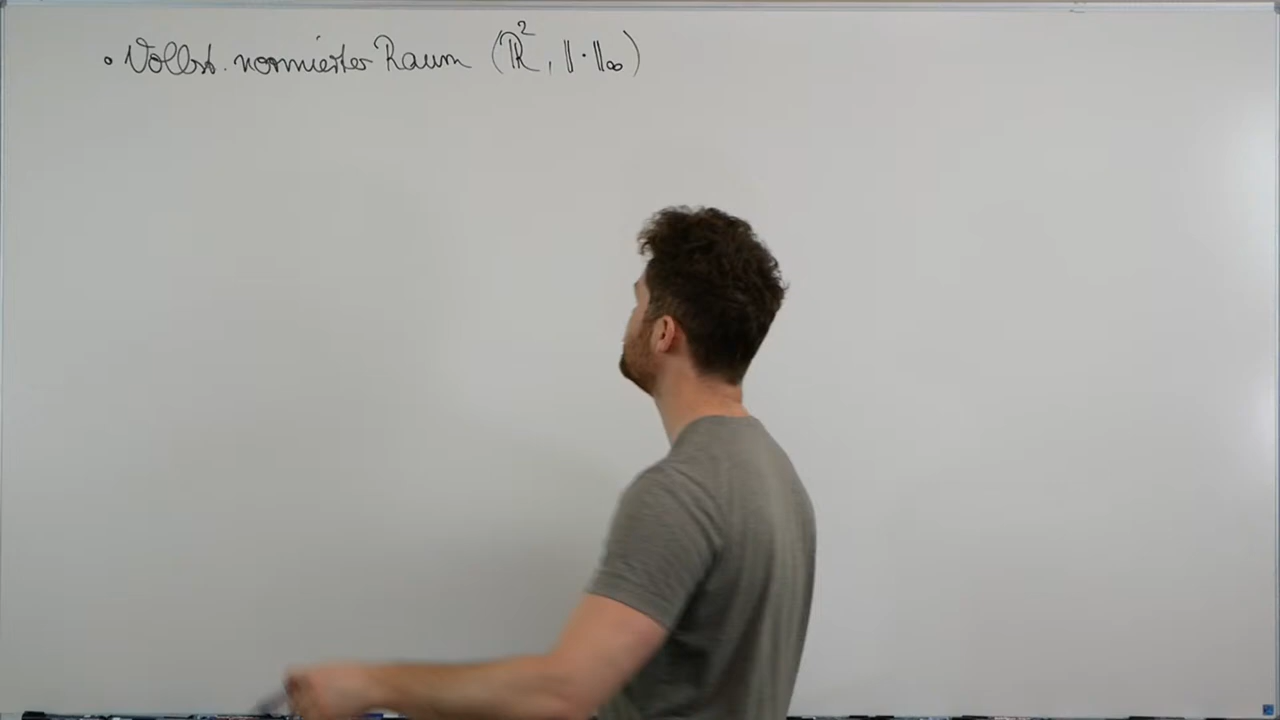 • Vollst. normierter Raum (ℝ², ‖·‖∞)